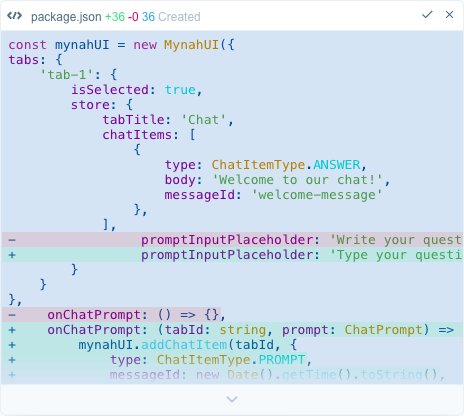 </> package.json +36 -0 36 Created
const mynahUI = new MynahUI({
tabs: {
    'tab-1': {
        isSelected: true,
        store: {
            tabTitle: 'Chat',
            chatItems: [
                {
                    type: ChatItemType.ANSWER,
                    body: 'Welcome to our chat!',
                    messageId: 'welcome-message'
                },
            ],
-                promptInputPlaceholder: 'Write your quest
+                promptInputPlaceholder: 'Type your questi
        }
    }
},
-    onChatPrompt: () => {},
+    onChatPrompt: (tabId: string, prompt: ChatPrompt) =>
+        mynahUI.addChatItem(tabId, {
+            type: ChatItemType.PROMPT,
+            messageId: new Date().getTime().toString(),